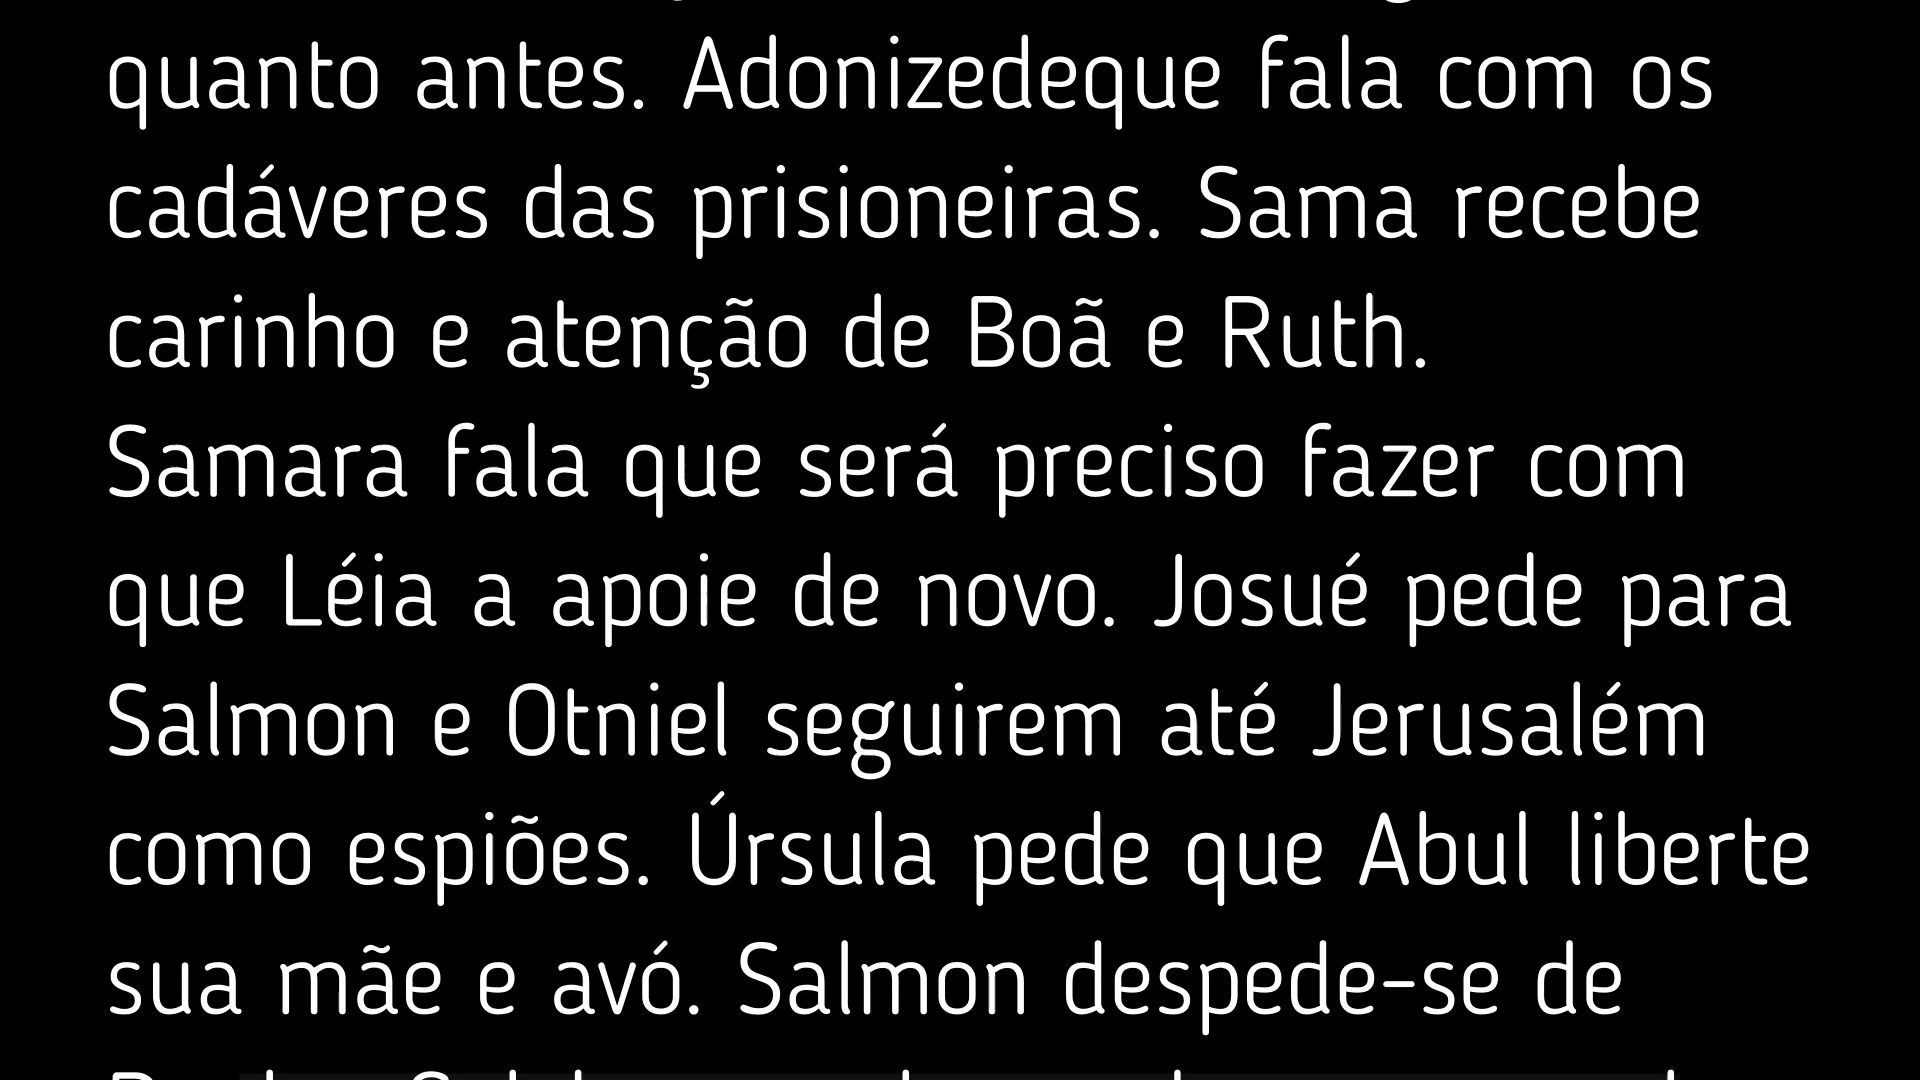 quanto antes. Adonizedeque fala com os
cadáveres das prisioneiras. Sama recebe
carinho e atenção de Boã e Ruth.
Samara fala que será preciso fazer com
que Léia a apoie de novo. Josué pede para
Salmon e Otniel seguirem até Jerusalém
como espiões. Úrsula pede que Abul liberte
sua mãe e avó. Salmon despede-se de